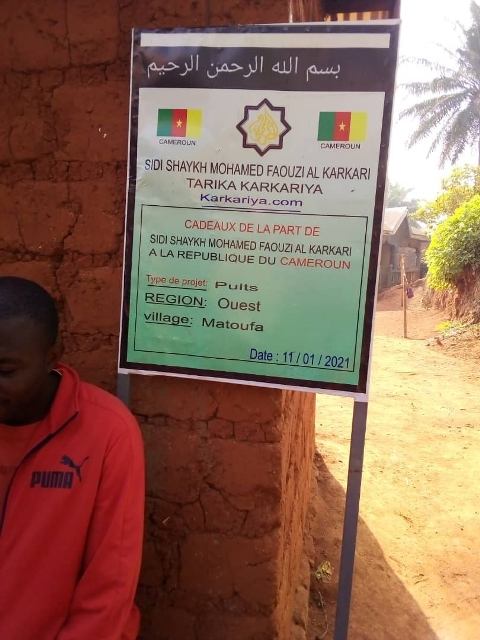 بسم الله الرحمن الرحيم
CAMEROUN
CAMEROUN
SIDI SHAYKH MOHAMED FAOUZI AL KARKARI
TARIKA KARKARIYA
Karkariya.com
CADEAUX DE LA PART DE
SIDI SHAYKH MOHAMED FAOUZI AL KARKARI
A LA REPUBLIQUE DU CAMEROUN
Type de projet: Puits
REGION: Ouest
village: Matoufa
Date : 11 / 01 / 2021
PUMA